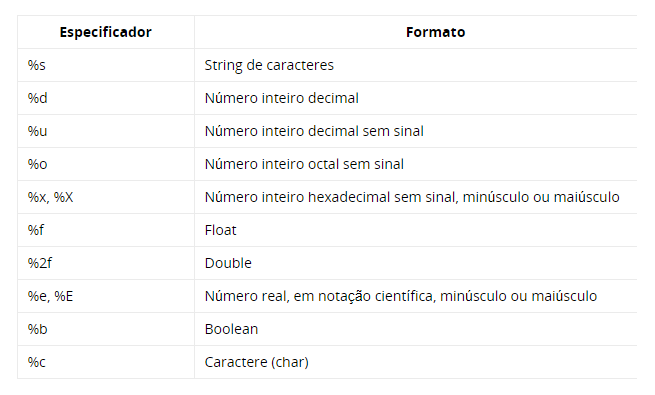 Especificador Formato
%s String de caracteres
%d Número inteiro decimal
%u Número inteiro decimal sem sinal
%o Número inteiro octal sem sinal
%x, %X Número inteiro hexadecimal sem sinal, minúsculo ou maiúsculo
%f Float
%2f Double
%e, %E Número real, em notação científica, minúsculo ou maiúsculo
%b Boolean
%c Caractere (char)